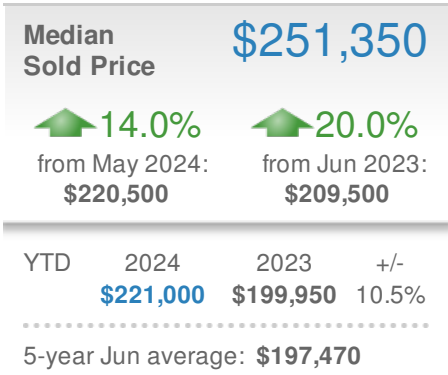 Median $251,350
Sold Price
14.0% 20.0%
from May 2024: from Jun 2023:
$220,500 $209,500
YTD 2024 2023 +/-
$221,000 $199,950 10.5%
5-year Jun average: $197,470